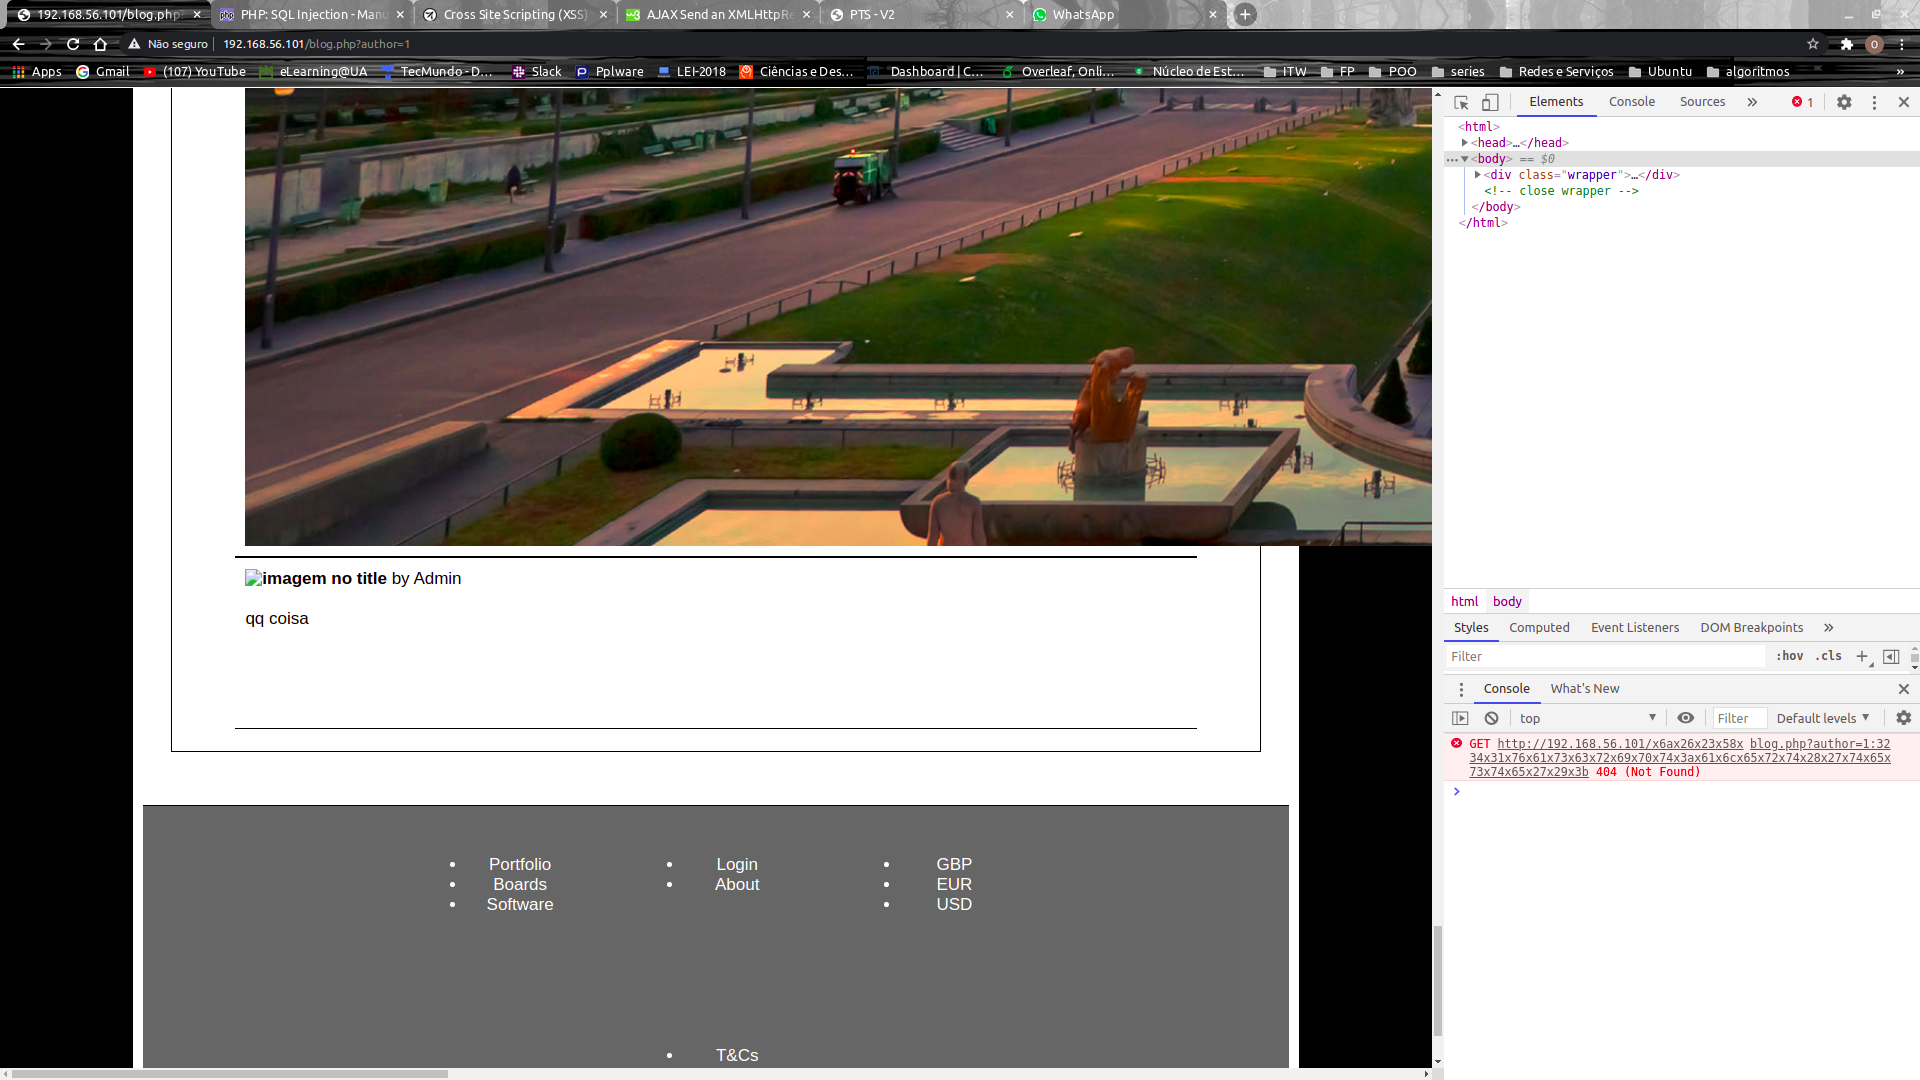 192.168.56.101/blog.php
PHP: SQL Injection - Manu
Cross Site Scripting (XSS)
AJAX Send an XMLHttpRe
PTS - V2
WhatsApp
Não seguro
192.168.56.101/blog.php?author=1
O
Apps
Gmail
(107) YouTube
eLearning@UA
TecMundo - D...
Slack
Pplware
LEI-2018
Ciências e Des...
Dashboard | C...
Overleaf, Onli...
Núcleo de Est...
ITW
FP
POO
series
Redes e Serviços
Ubuntu
algoritmos
»
Elements
Console
Sources
»
1
<html>
<head>…</head>
<body> == $0
<div class="wrapper">…</div>
<!-- close wrapper -->
</body>
</html>
imagem no title by Admin
qq coisa
html
body
Styles
Computed
Event Listeners
DOM Breakpoints
»
Filter
:hov
.cls
Console
What's New
top
Filter
Default levels
GET http://192.168.56.101/x6ax26x23x58x blog.php?author=1:32
34x31x76x61x73x63x72x69x70x74x3ax61x6cx65x72x74x28x27x74x65x
73x74x65x27x29x3b 404 (Not Found)
Portfolio
Boards
Software
Login
About
GBP
EUR
USD
T&Cs